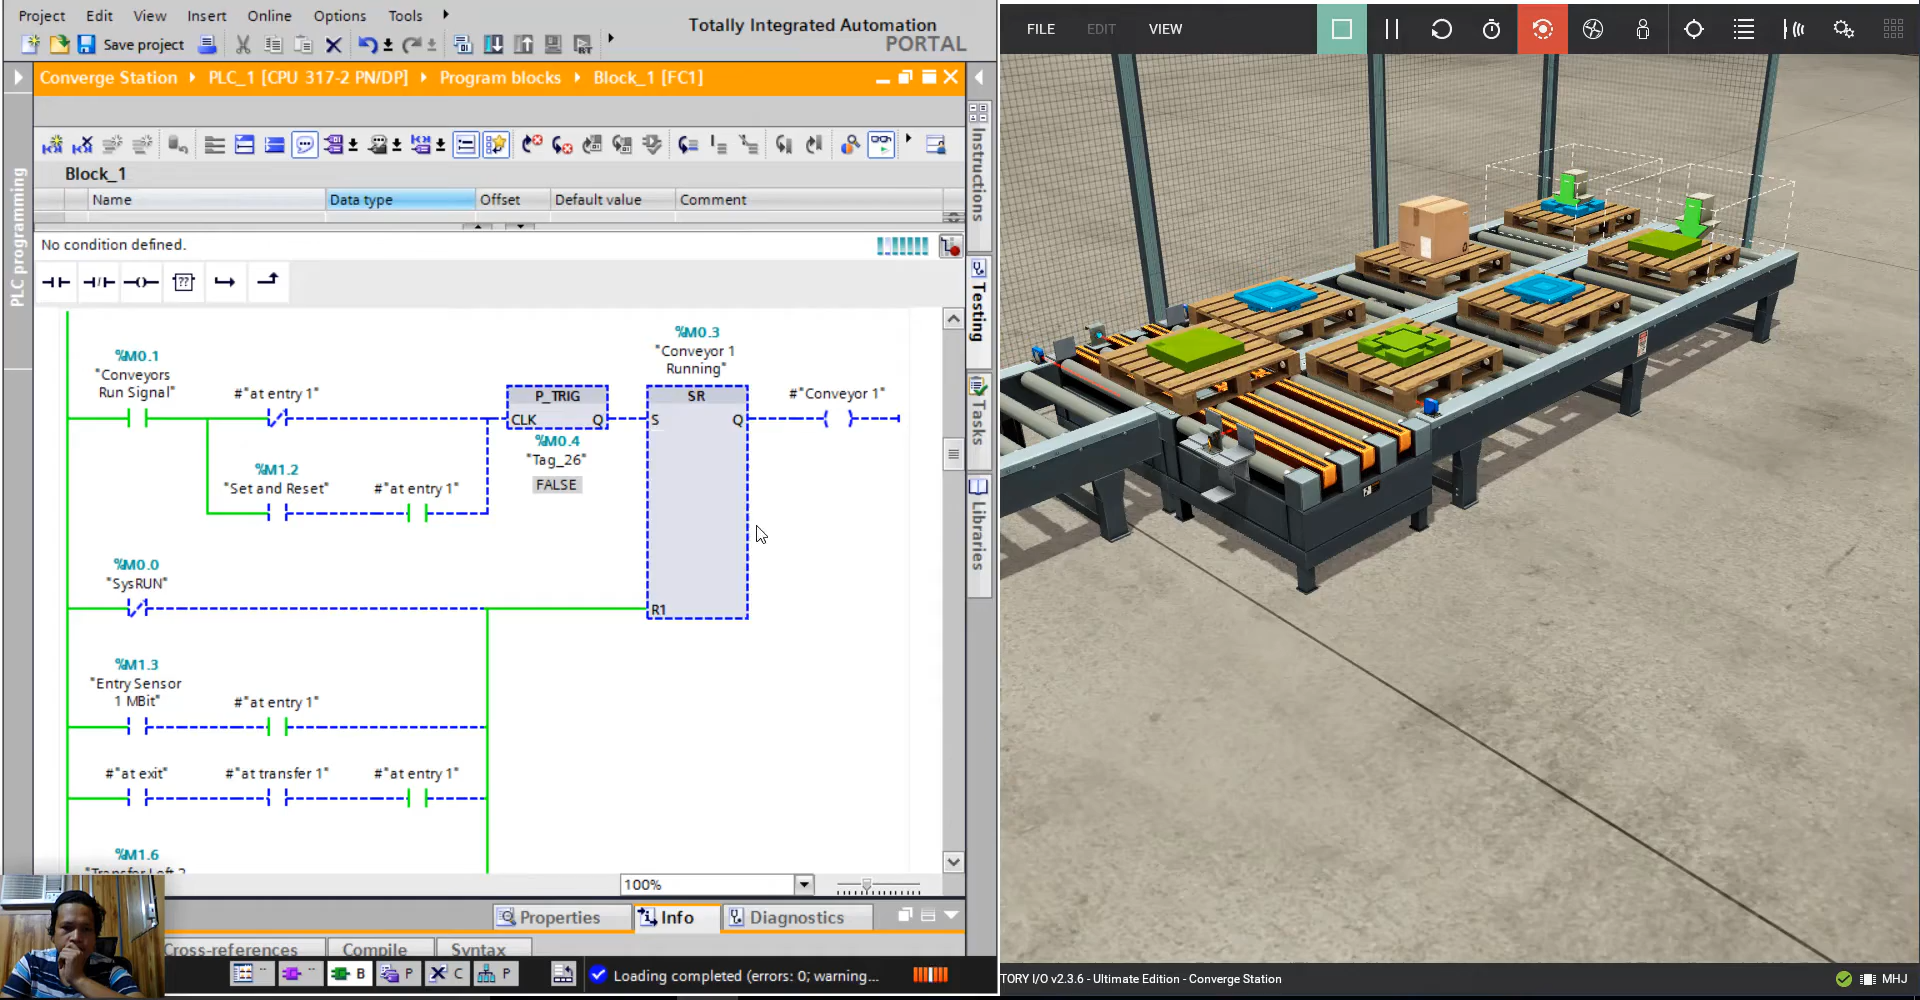 Project Edit View Insert Online Options Tools
Totally Integrated Automation
PORTAL
Save project
Converge Station PLC_1 [CPU 317-2 PN/DP] Program blocks Block_1 [FC1]
Block_1
Name Data type Offset Default value Comment
No condition defined.
PLC programming
Instructions
Testing
Tasks
Libraries
%M0.1
"Conveyors
Run Signal"
#"at entry 1"
P_TRIG
CLK Q
%M0.4
"Tag_26"
FALSE
%M0.3
"Conveyor 1
Running"
SR
S Q
R1
#"Conveyor 1"
%M1.2
"Set and Reset"
#"at entry 1"
%M0.0
"SysRUN"
%M1.3
"Entry Sensor
1 MBit"
#"at entry 1"
#"at exit" #"at transfer 1" #"at entry 1"
%M1.6
100%
Properties Info Diagnostics
Cross-references Compile Syntax
B P C P
Loading completed (errors: 0; warning...
FILE EDIT VIEW
TORY I/O v2.3.6 - Ultimate Edition - Converge Station
MHJ